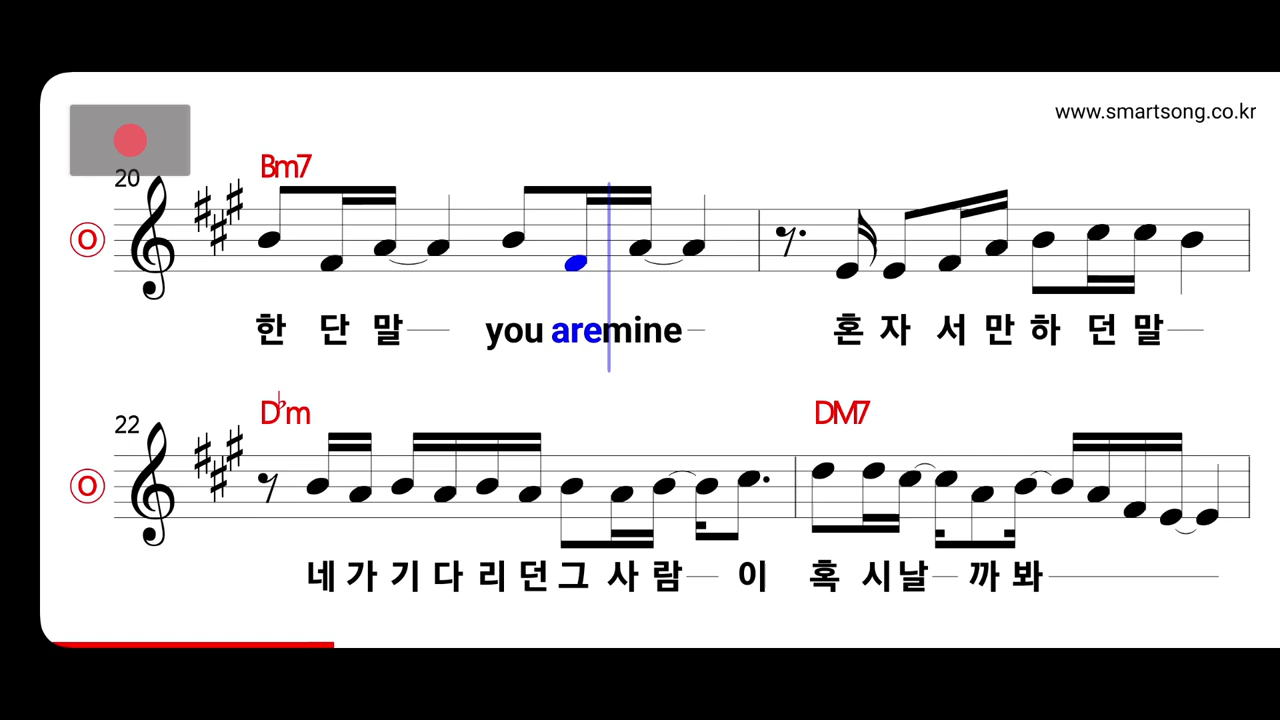 www.smartsong.co.kr
Bm7
20
O
한 단 말 you are mine 혼 자 서 만 하 던 말
D♭m DM7
22
O
네 가 기 다 리 던 그 사 람 이 혹 시 날 까 봐